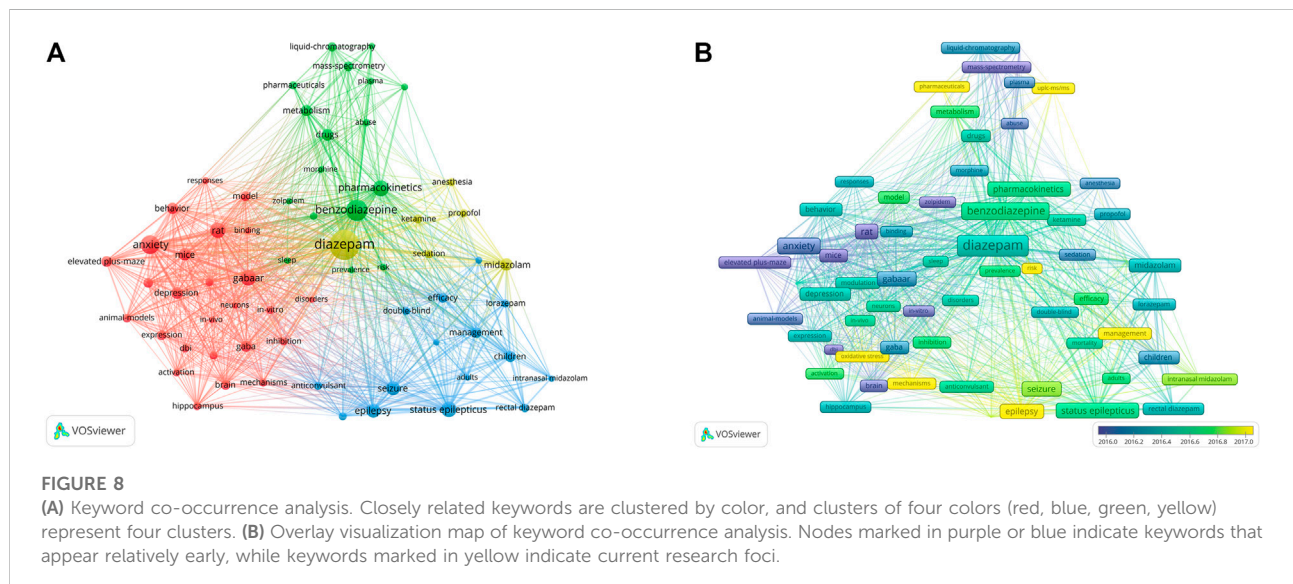 A
liquid-chromatography
mass-spectrometry
plasma
pharmaceuticals
metabolism
abuse
drugs
morphine
responses
pharmacokinetics
anesthesia
model
zolpidem
behavior
benzodiazepine
propofol
ketamine
rat
binding
anxiety
diazepam
mice
sedation
elevated plus-maze
sleep
midazolam
prevalence
risk
gabaar
depression
efficacy
disorders
neurons
in-vitro
lorazepam
double-blind
animal-models
in-vivo
management
expression
inhibition
dbi
gaba
children
activation
brain
mechanisms
anticonvulsant
seizure
adults
intranasal midazolam
hippocampus
epilepsy
status epilepticus
rectal diazepam
VOSviewer
B
liquid-chromatography
mass-spectrometry
plasma
pharmaceuticals
uplc-ms/ms
metabolism
abuse
drugs
morphine
responses
anesthesia
pharmacokinetics
model
zolpidem
behavior
benzodiazepine
propofol
ketamine
rat
binding
anxiety
diazepam
mice
sedation
elevated plus-maze
sleep
midazolam
prevalence
risk
gabaar
modulation
depression
disorders
efficacy
neurons
in-vitro
double-blind
lorazepam
animal-models
in-vivo
management
expression
inhibition
mortality
gaba
dbi
oxidative stress
children
activation
mechanisms
anticonvulsant
seizure
adults
intranasal midazolam
brain
hippocampus
epilepsy
status epilepticus
rectal diazepam
VOSviewer
2016.0 2016.2 2016.4 2016.6 2016.8 2017.0
FIGURE 8
(A) Keyword co-occurrence analysis. Closely related keywords are clustered by color, and clusters of four colors (red, blue, green, yellow)
represent four clusters. (B) Overlay visualization map of keyword co-occurrence analysis. Nodes marked in purple or blue indicate keywords that
appear relatively early, while keywords marked in yellow indicate current research foci.